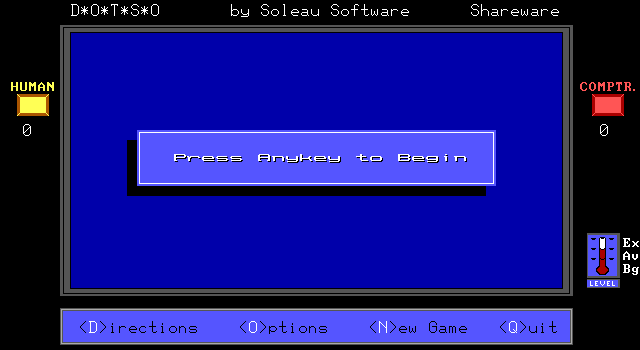 D*O*T*S*O by Soleau Software Shareware
HUMAN
0
COMPTR.
0
Press Anykey to Begin
Ex
Av
Bg
LEVEL
<D>irections <O>ptions <N>ew Game <Q>uit